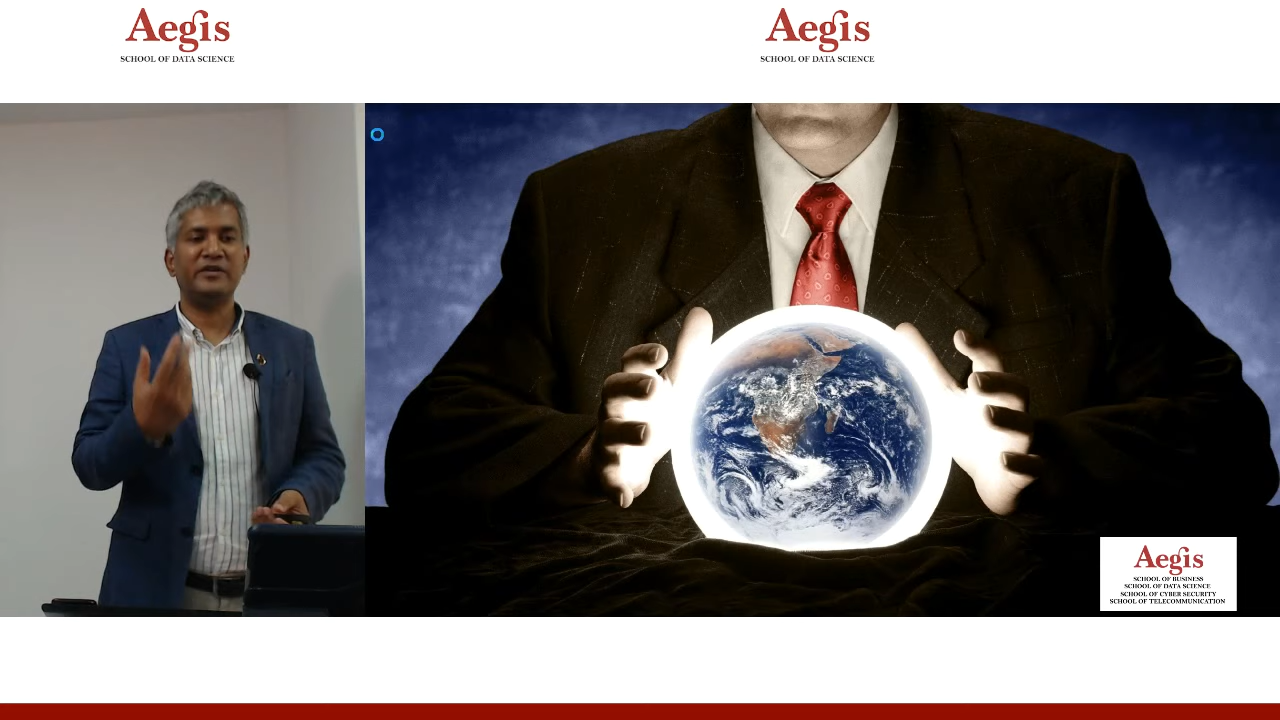 Aegis
SCHOOL OF DATA SCIENCE
Aegis
SCHOOL OF DATA SCIENCE
Aegis
SCHOOL OF BUSINESS
SCHOOL OF DATA SCIENCE
SCHOOL OF CYBER SECURITY
SCHOOL OF TELECOMMUNICATION